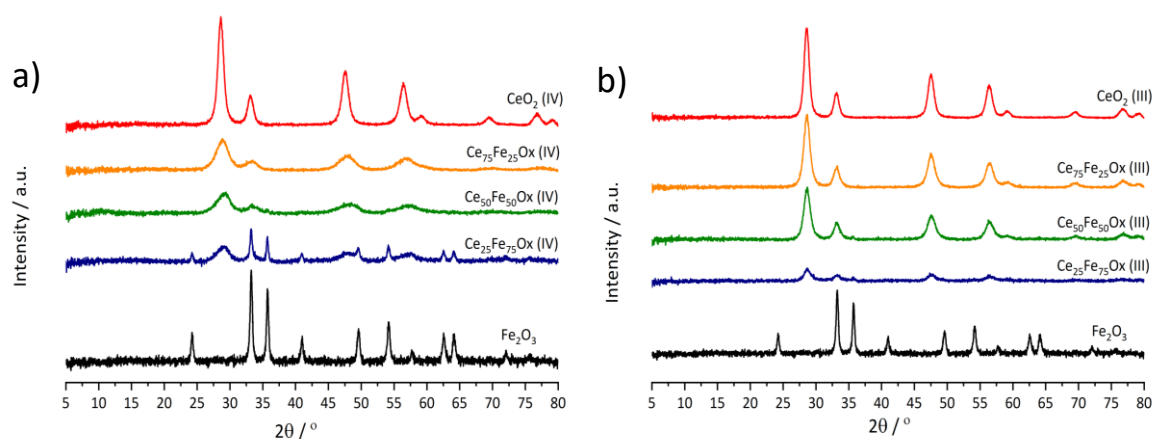 a)
CeO₂ (IV)
Ce₇₅Fe₂₅Ox (IV)
Ce₅₀Fe₅₀Ox (IV)
Ce₂₅Fe₇₅Ox (IV)
Fe₂O₃
Intensity / a.u.
5 10 15 20 25 30 35 40 45 50 55 60 65 70 75 80
2θ / °
b)
CeO₂ (III)
Ce₇₅Fe₂₅Ox (III)
Ce₅₀Fe₅₀Ox (III)
Ce₂₅Fe₇₅Ox (III)
Fe₂O₃
Intensity / a.u.
5 10 15 20 25 30 35 40 45 50 55 60 65 70 75 80
2θ / °